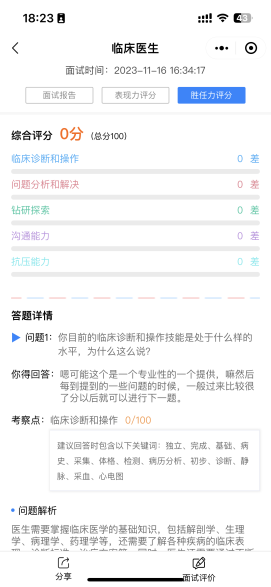 18:23
43
临床医生
面试时间：2023-11-16 16:34:17
面试报告
表现力评分
胜任力评分
综合评分 0分 (总分100)
临床诊断和操作 0 差
问题分析和解决 0 差
钻研探索 0 差
沟通能力 0 差
抗压能力 0 差
答题详情
问题1：你目前的临床诊断和操作技能是处于什么样的
水平，为什么这么说?
你得回答：嗯可能这个是一个专业性的一个提供，嘛然后
每到提到的一些问题的时候，一般过来比较很
了分以后就可以进行下一题。
考察点：临床诊断和操作 0/100
建议回答时包含以下关键词：独立、完成、基础、病
史、采集、体格、检测、病历分析、初步、诊断、静
脉、采血、心电图
问题解析
医生需要掌握临床医学的基础知识，包括解剖学、生理
学、病理学、药理学等，还需要了解各种疾病的临床表
分享
面试评价